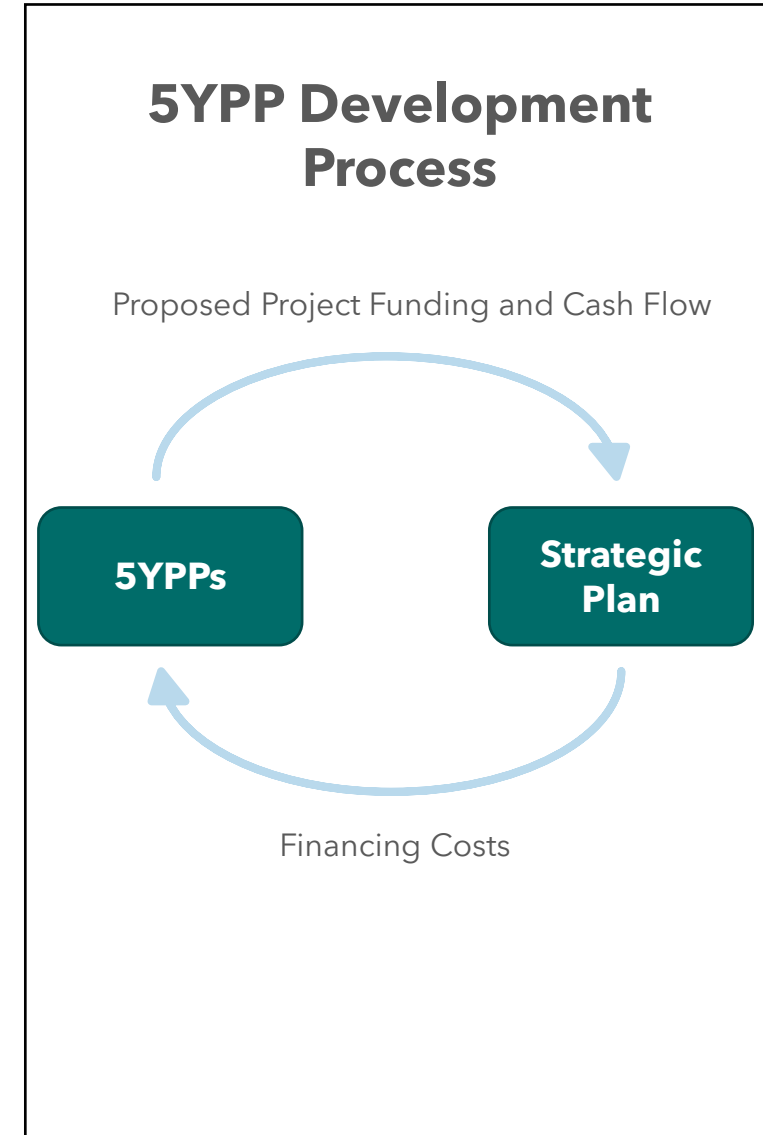 5YPP Development
Process
Proposed Project Funding and Cash Flow
5YPPs
Strategic
Plan
Financing Costs